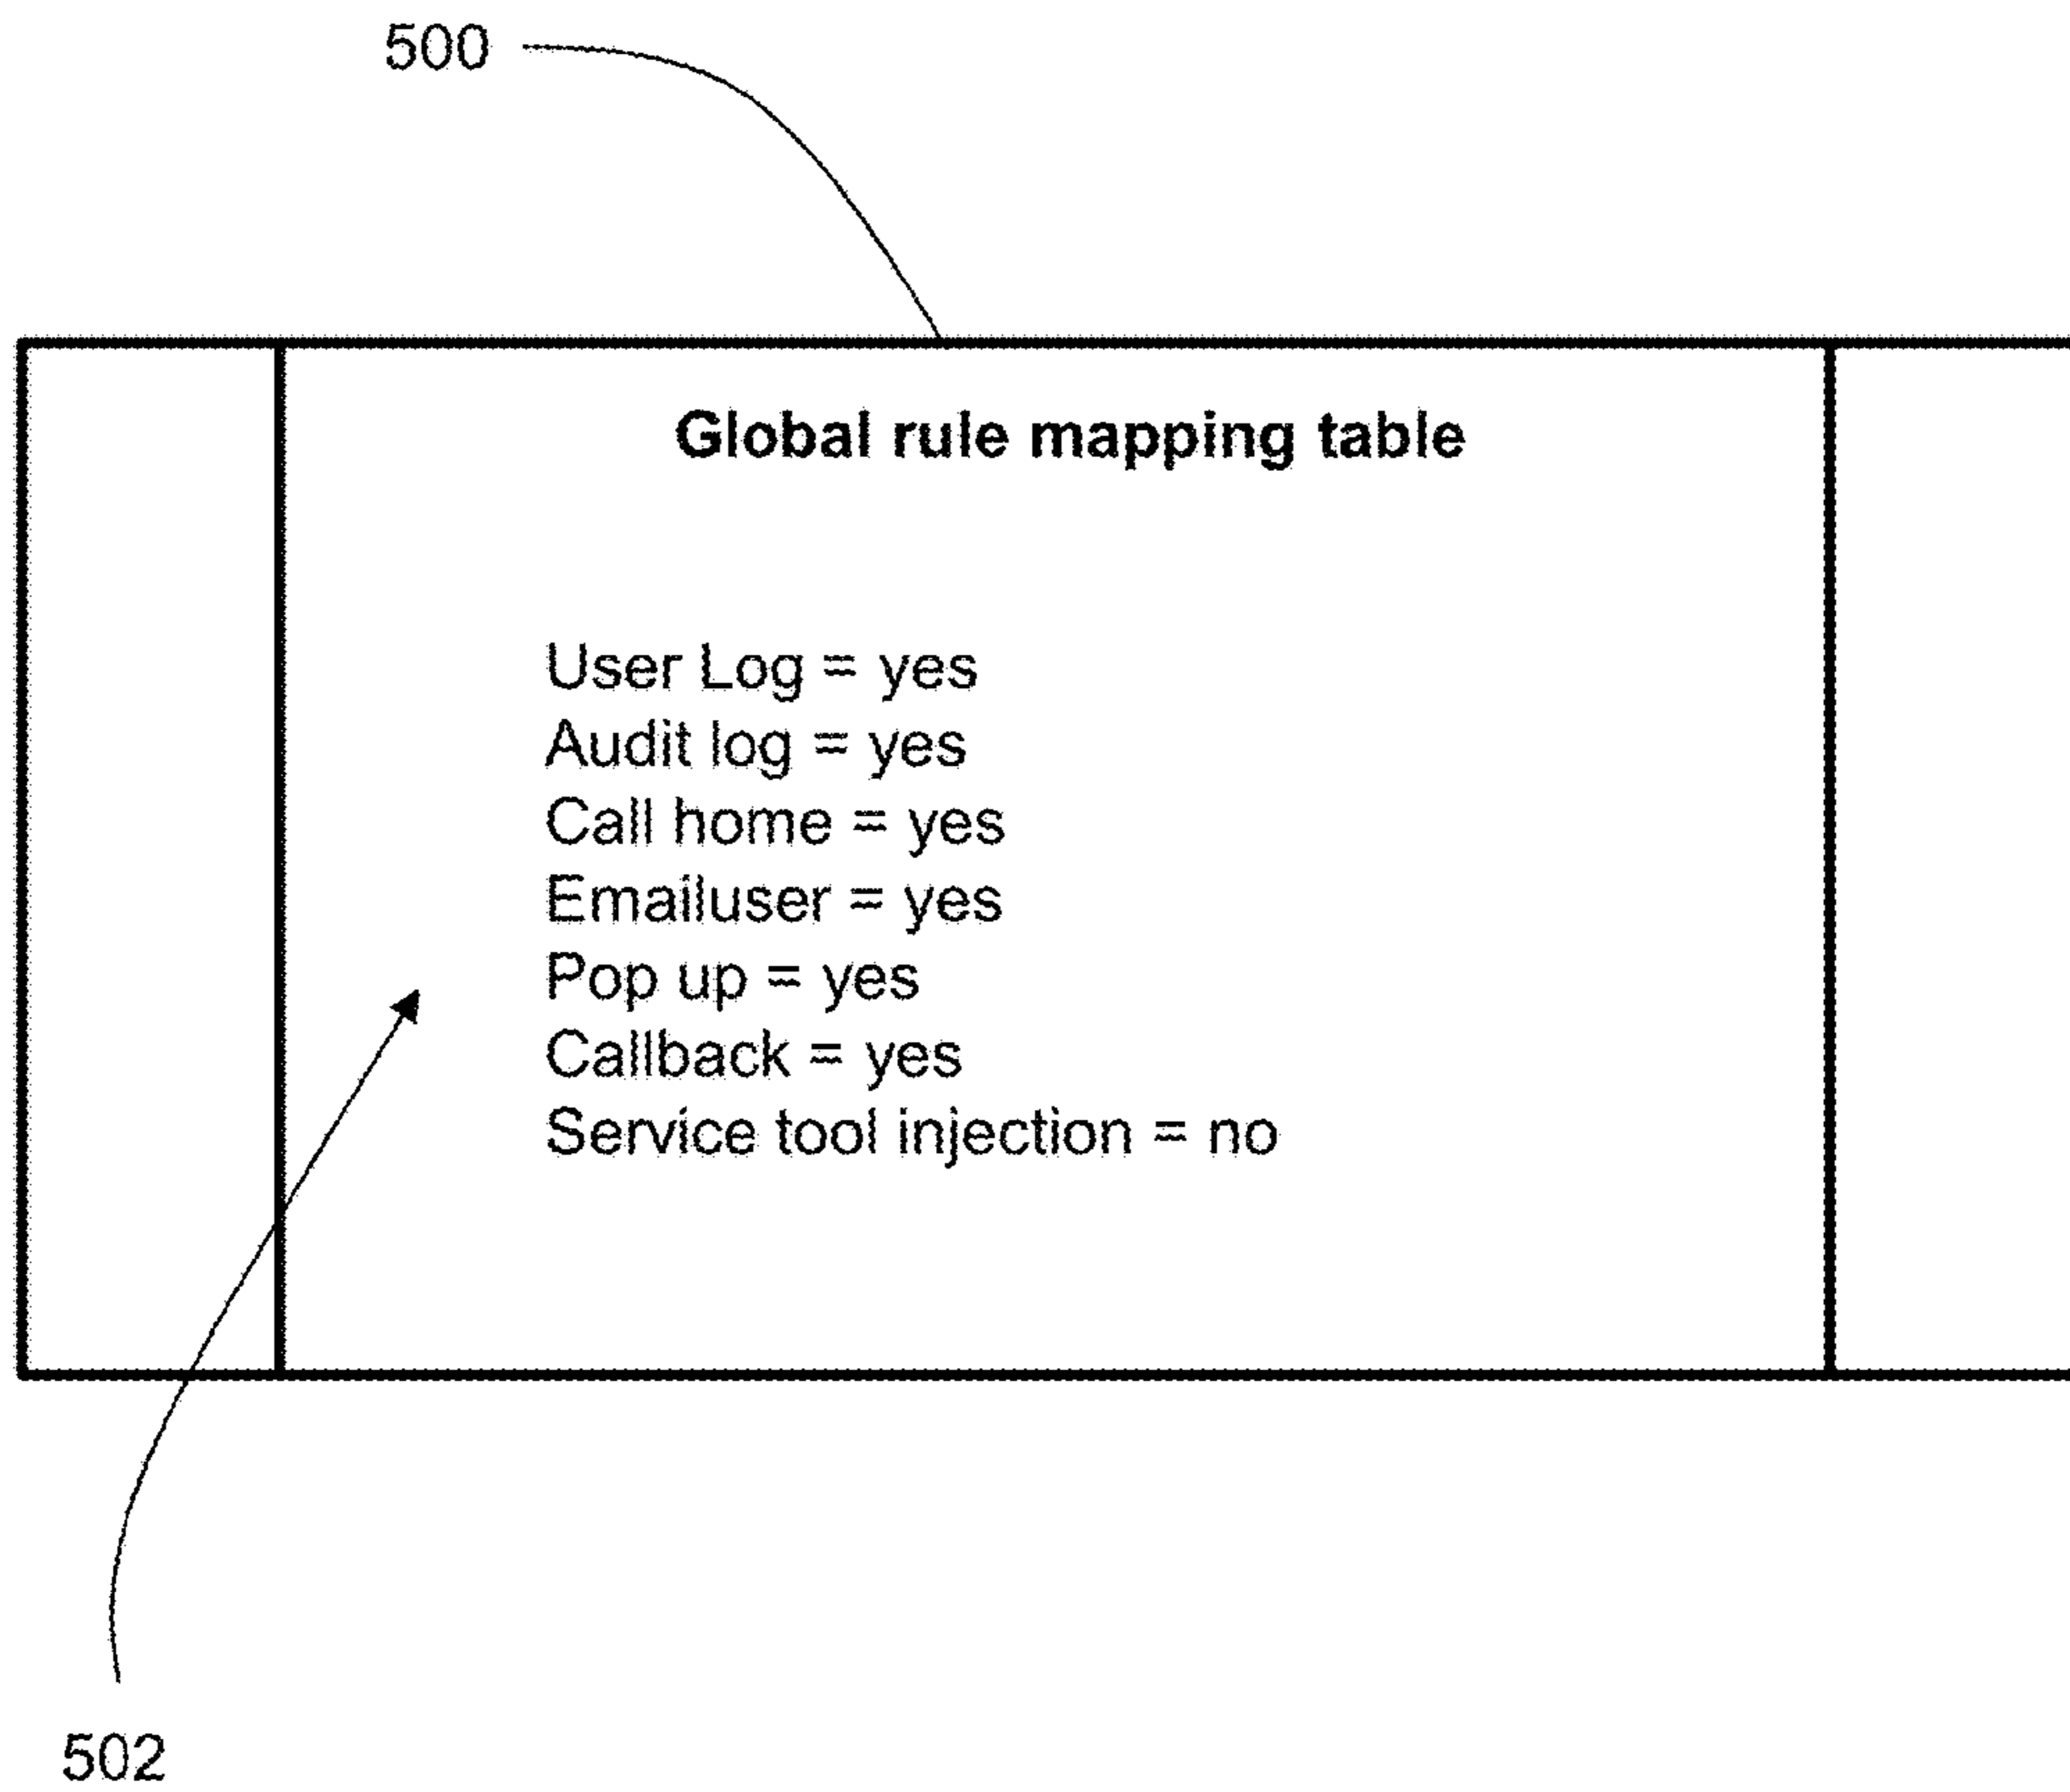 500
Global rule mapping table
User Log = yes
Audit log = yes
Call home = yes
Emailuser = yes
Pop up = yes
Callback = yes
Service tool injection = no
502